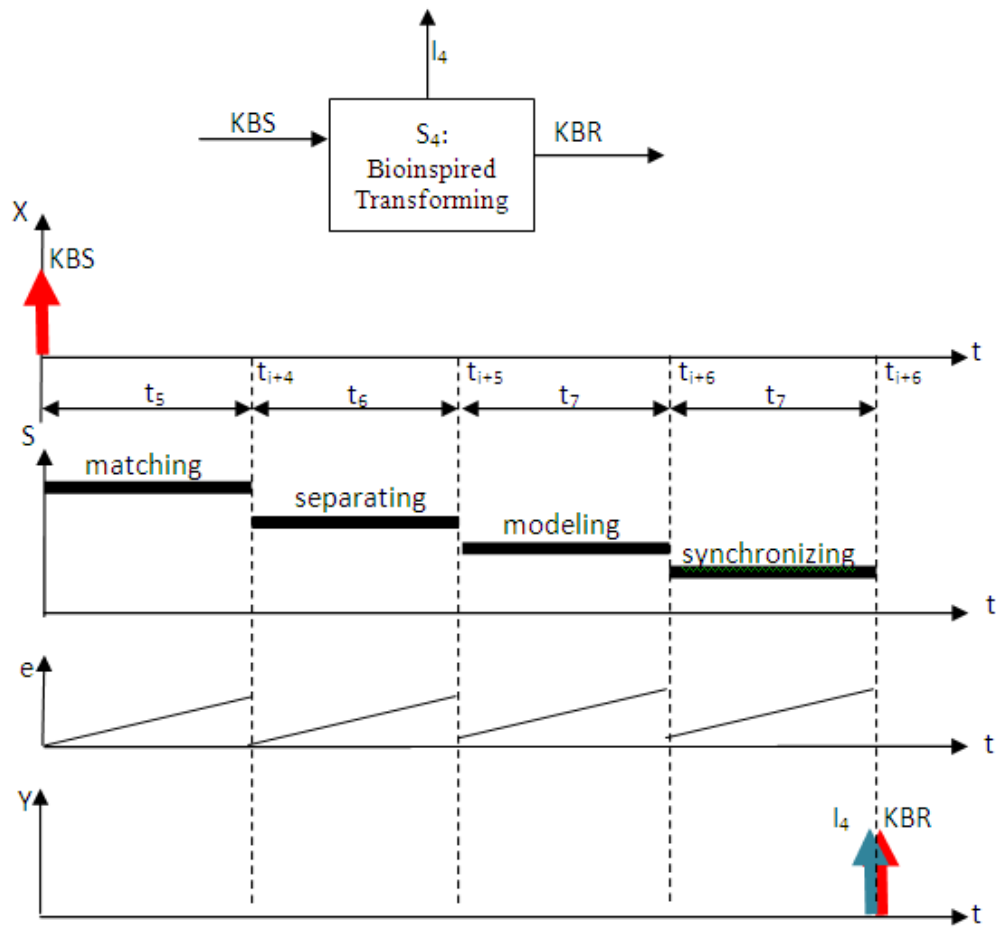 I₄
KBS
S₄:
Bioinspired
Transforming
KBR
X
KBS
t
tᵢ₊₄
tᵢ₊₅
tᵢ₊₆
tᵢ₊₆
t₅
t₆
t₇
t₇
S
matching
separating
modeling
synchronizing
t
e
t
Y
I₄
KBR
t